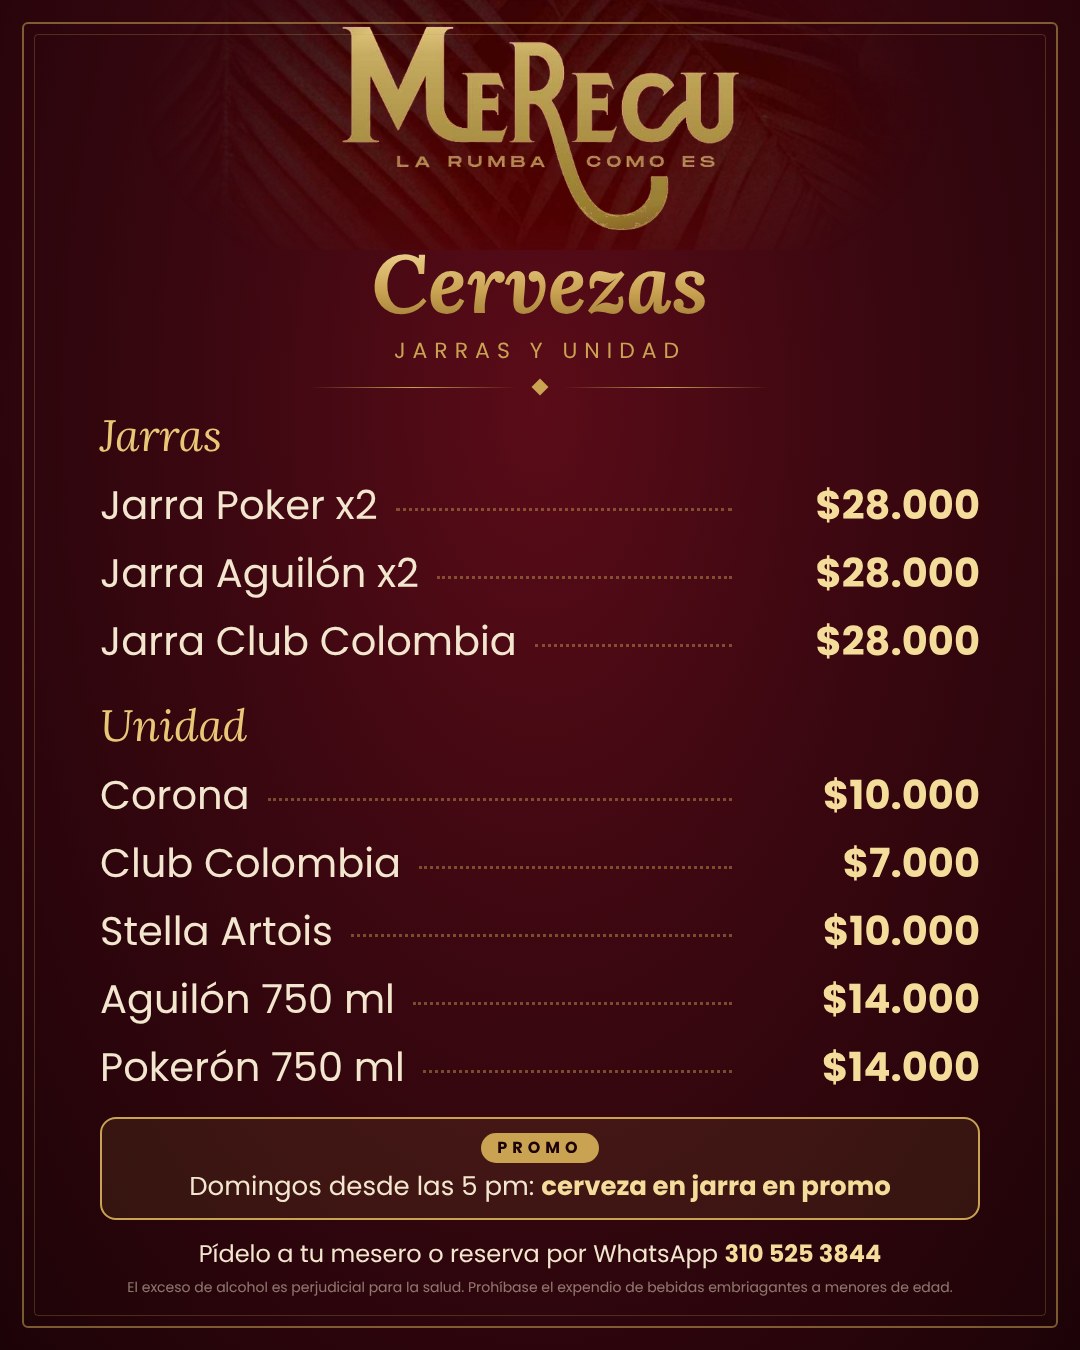 MERECU
LA RUMBA COMO ES
Cervezas
JARRAS Y UNIDAD
Jarras
Jarra Poker x2 $28.000
Jarra Aguilón x2 $28.000
Jarra Club Colombia $28.000
Unidad
Corona $10.000
Club Colombia $7.000
Stella Artois $10.000
Aguilón 750 ml $14.000
Pokerón 750 ml $14.000
PROMO
Domingos desde las 5 pm: cerveza en jarra en promo
Pídelo a tu mesero o reserva por WhatsApp 310 525 3844
El exceso de alcohol es perjudicial para la salud. Prohíbase el expendio de bebidas embriagantes a menores de edad.